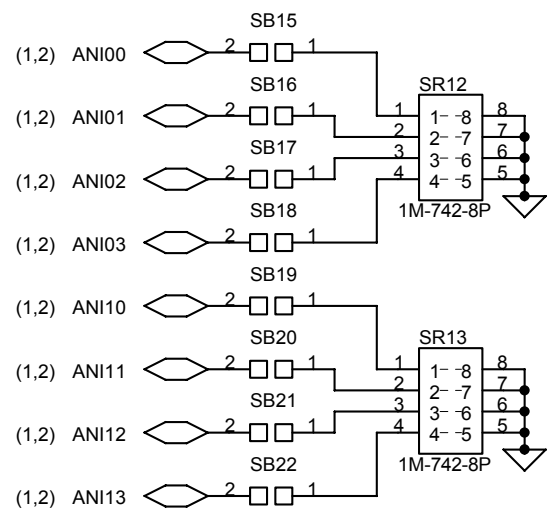 SB15
(1,2) ANI00 2 1
SB16 SR12
(1,2) ANI01 2 1 1 1- -8 8
2 2- -7 7
SB17 3 3- -6 6
(1,2) ANI02 2 1 4 4- -5 5
SB18 1M-742-8P
(1,2) ANI03 2 1
SB19
(1,2) ANI10 2 1
SB20 SR13
(1,2) ANI11 2 1 1 1- -8 8
2 2- -7 7
SB21 3 3- -6 6
(1,2) ANI12 2 1 4 4- -5 5
SB22 1M-742-8P
(1,2) ANI13 2 1